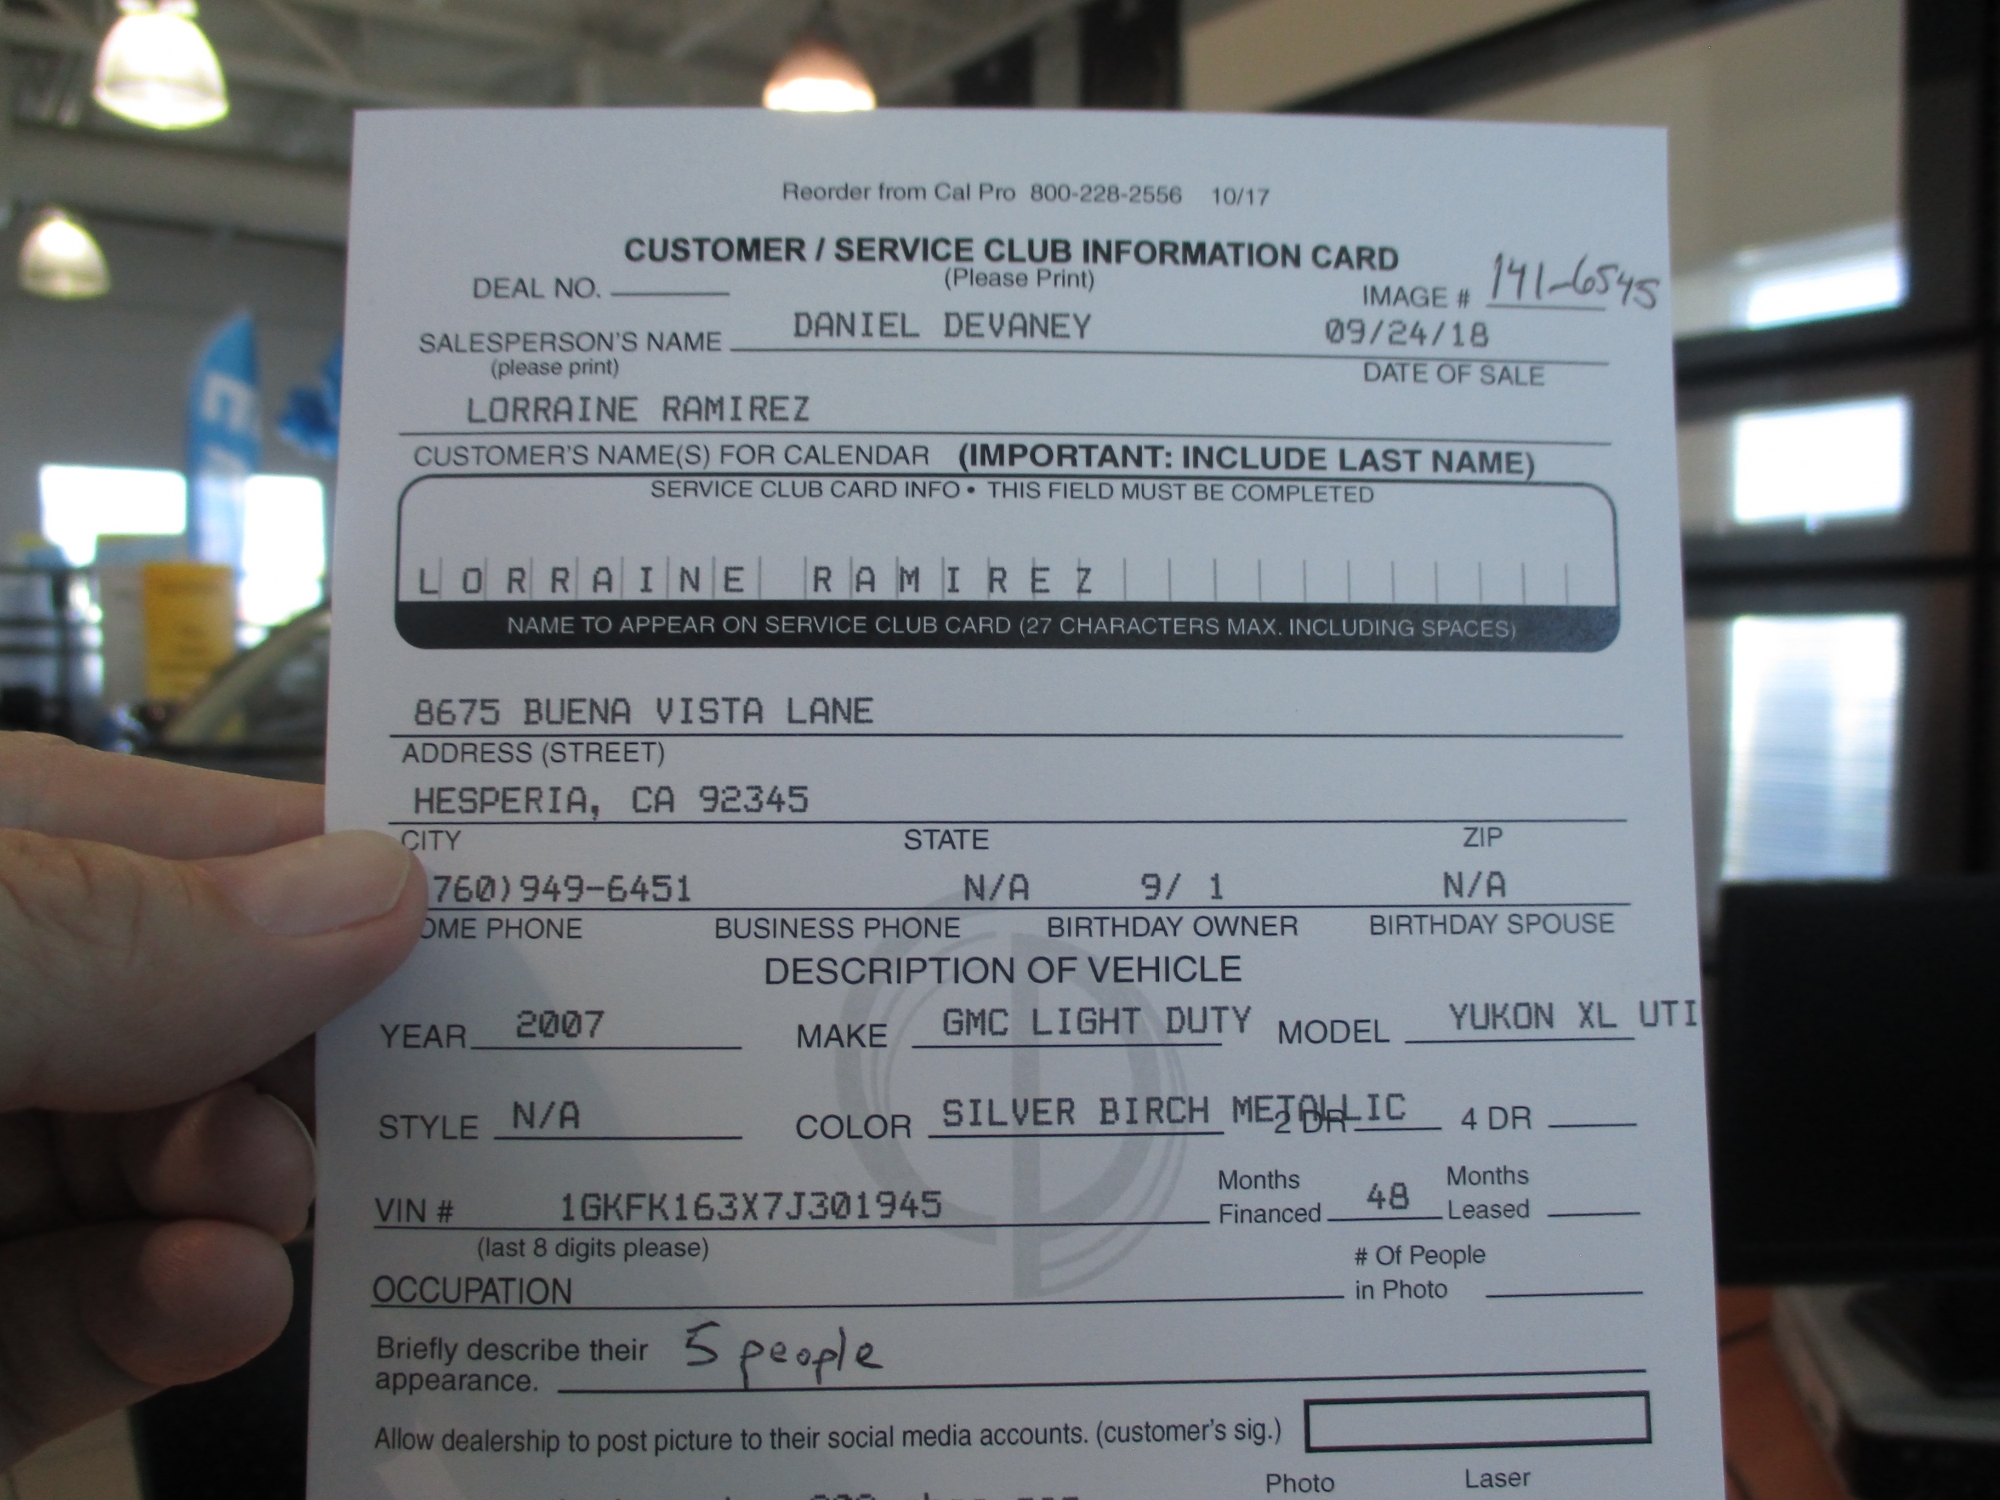 Reorder from Cal Pro 800-228-2556 10/17
CUSTOMER / SERVICE CLUB INFORMATION CARD
(Please Print)
DEAL NO. IMAGE # 141-6545
SALESPERSON'S NAME DANIEL DEVANEY 09/24/18
(please print) DATE OF SALE
LORRAINE RAMIREZ
CUSTOMER'S NAME(S) FOR CALENDAR (IMPORTANT: INCLUDE LAST NAME)
SERVICE CLUB CARD INFO • THIS FIELD MUST BE COMPLETED
LORRAINE RAMIREZ
NAME TO APPEAR ON SERVICE CLUB CARD (27 CHARACTERS MAX. INCLUDING SPACES)
8675 BUENA VISTA LANE
ADDRESS (STREET)
HESPERIA, CA 92345
CITY STATE ZIP
760)949-6451 N/A 9/ 1 N/A
OME PHONE BUSINESS PHONE BIRTHDAY OWNER BIRTHDAY SPOUSE
DESCRIPTION OF VEHICLE
YEAR 2007 MAKE GMC LIGHT DUTY MODEL YUKON XL UTI
STYLE N/A COLOR SILVER BIRCH METALLIC 2 DR 4 DR
VIN # 1GKFK163X7J301945 Months Financed 48 Months Leased
(last 8 digits please)
OCCUPATION # Of People in Photo
Briefly describe their appearance. 5 people
Allow dealership to post picture to their social media accounts. (customer's sig.)
Photo Laser